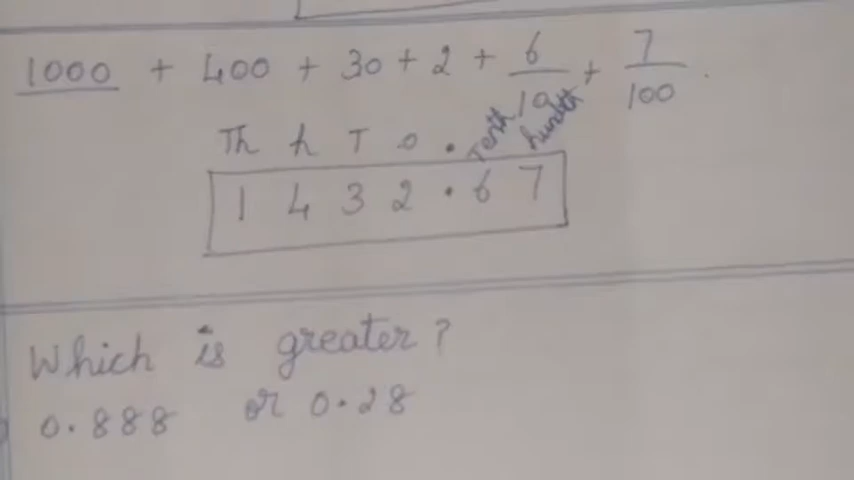 1000 + 400 + 30 + 2 + 6/10 + 7/100
Th h T o . Tenth hundth
1 4 3 2 . 6 7
Which is greater?
0.888 or 0.28